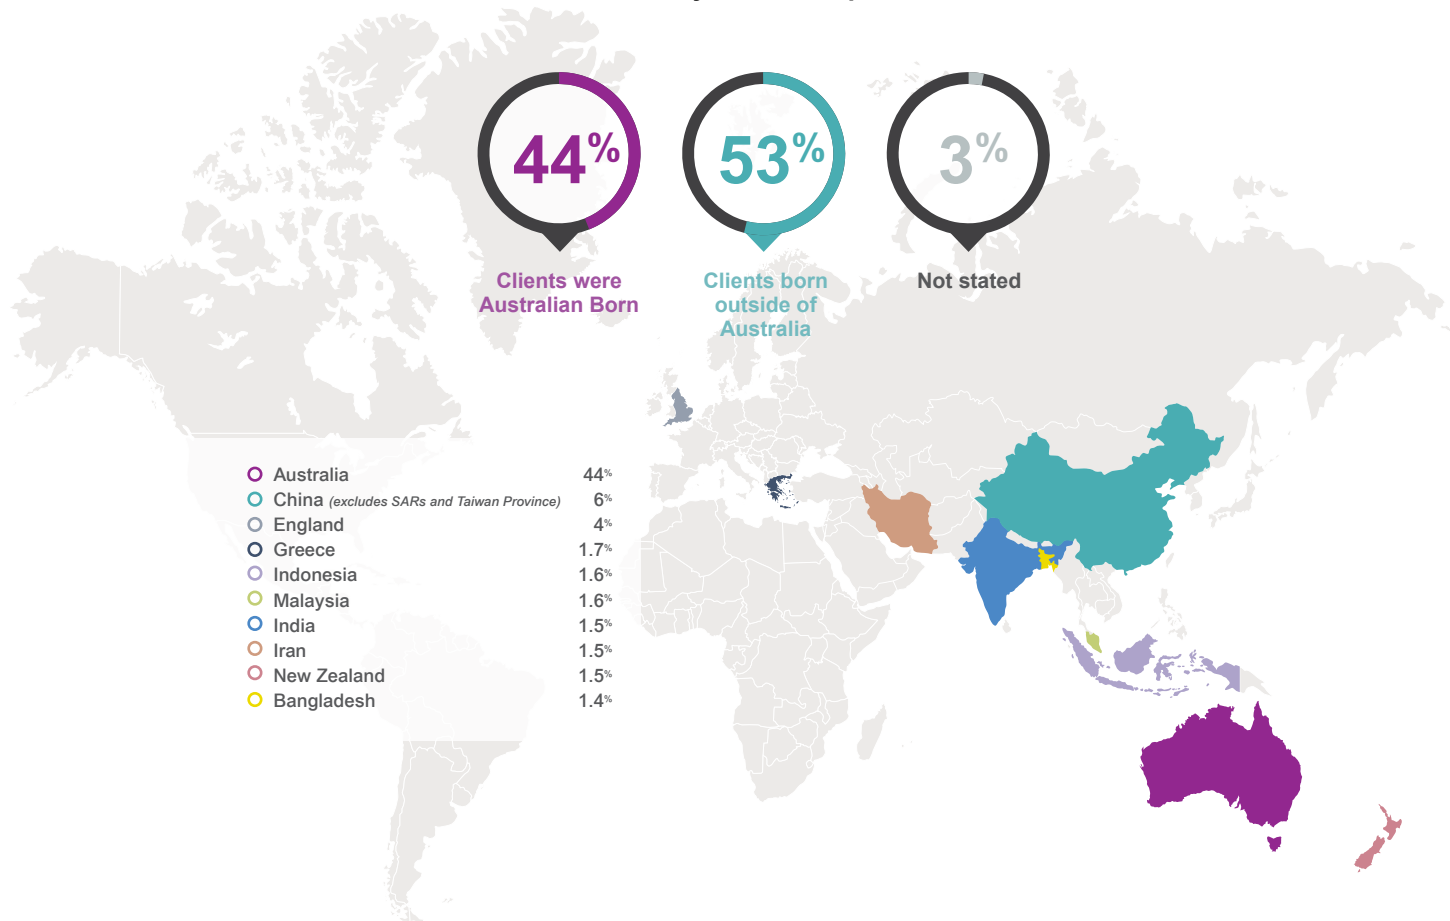 44%
53%
3%
Clients were
Australian Born
Clients born
outside of
Australia
Not stated
Australia 44%
China (excludes SARs and Taiwan Province) 6%
England 4%
Greece 1.7%
Indonesia 1.6%
Malaysia 1.6%
India 1.5%
Iran 1.5%
New Zealand 1.5%
Bangladesh 1.4%